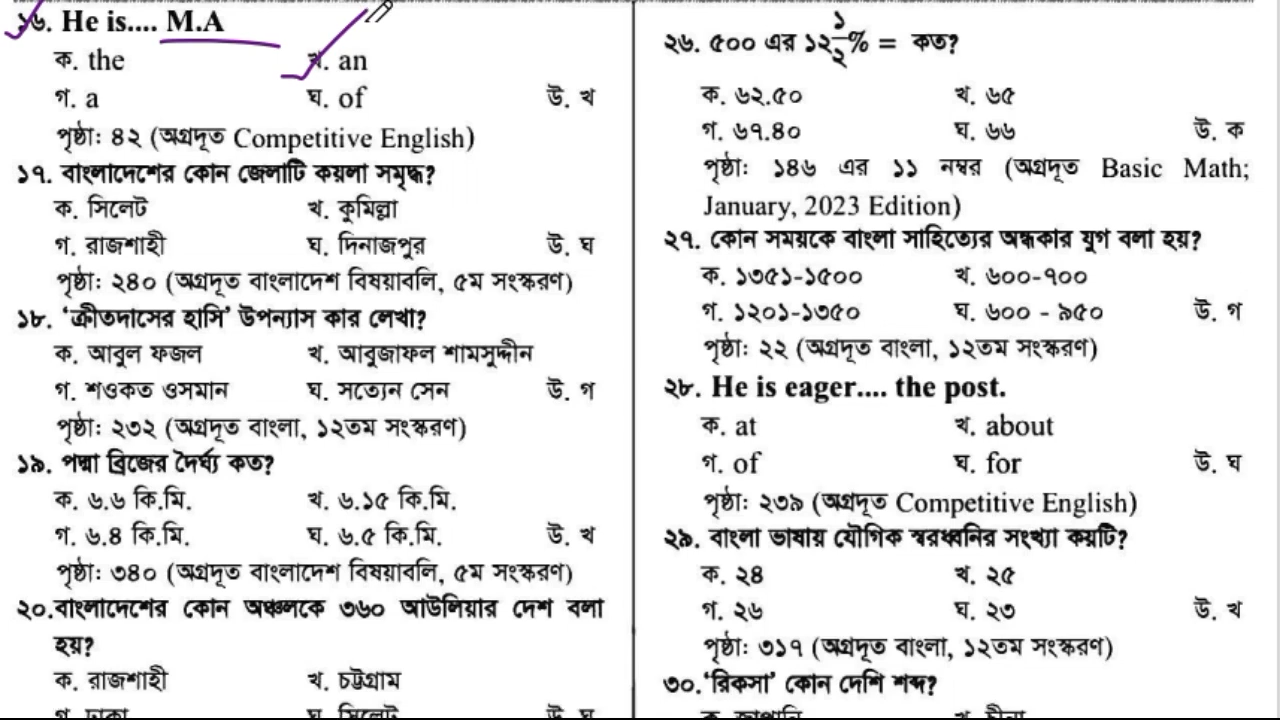 ১৬. He is.... M.A
ক. the খ. an
গ. a ঘ. of উ. খ
পৃষ্ঠা: ৪২ (অগ্রদূত Competitive English)
১৭. বাংলাদেশের কোন জেলাটি কয়লা সমৃদ্ধ?
ক. সিলেট খ. কুমিল্লা
গ. রাজশাহী ঘ. দিনাজপুর উ. ঘ
পৃষ্ঠা: ২৪০ (অগ্রদূত বাংলাদেশ বিষয়াবলি, ৫ম সংস্করণ)
১৮. ‘ক্রীতদাসের হাসি’ উপন্যাস কার লেখা?
ক. আবুল ফজল খ. আবুজাফল শামসুদ্দীন
গ. শওকত ওসমান ঘ. সত্যেন সেন উ. গ
পৃষ্ঠা: ২৩২ (অগ্রদূত বাংলা, ১২তম সংস্করণ)
১৯. পদ্মা ব্রিজের দৈর্ঘ্য কত?
ক. ৬.৬ কি.মি. খ. ৬.১৫ কি.মি.
গ. ৬.৪ কি.মি. ঘ. ৬.৫ কি.মি. উ. খ
পৃষ্ঠা: ৩৪০ (অগ্রদূত বাংলাদেশ বিষয়াবলি, ৫ম সংস্করণ)
২০.বাংলাদেশের কোন অঞ্চলকে ৩৬০ আউলিয়ার দেশ বলা
হয়?
ক. রাজশাহী খ. চট্টগ্রাম
গ. ঢাকা ঘ. সিলেট উ. ঘ
২৬. ৫০০ এর ১২১/২% = কত?
ক. ৬২.৫০ খ. ৬৫
গ. ৬৭.৪০ ঘ. ৬৬ উ. ক
পৃষ্ঠা: ১৪৬ এর ১১ নম্বর (অগ্রদূত Basic Math;
January, 2023 Edition)
২৭. কোন সময়কে বাংলা সাহিত্যের অন্ধকার যুগ বলা হয়?
ক. ১৩৫১-১৫০০ খ. ৬০০-৭০০
গ. ১২০১-১৩৫০ ঘ. ৬০০ - ৯৫০ উ. গ
পৃষ্ঠা: ২২ (অগ্রদূত বাংলা, ১২তম সংস্করণ)
২৮. He is eager.... the post.
ক. at খ. about
গ. of ঘ. for উ. ঘ
পৃষ্ঠা: ২৩৯ (অগ্রদূত Competitive English)
২৯. বাংলা ভাষায় যৌগিক স্বরধ্বনির সংখ্যা কয়টি?
ক. ২৪ খ. ২৫
গ. ২৬ ঘ. ২৩ উ. খ
পৃষ্ঠা: ৩১৭ (অগ্রদূত বাংলা, ১২তম সংস্করণ)
৩০.‘রিকসা’ কোন দেশি শব্দ?
ক. জাপানি খ. চীনা